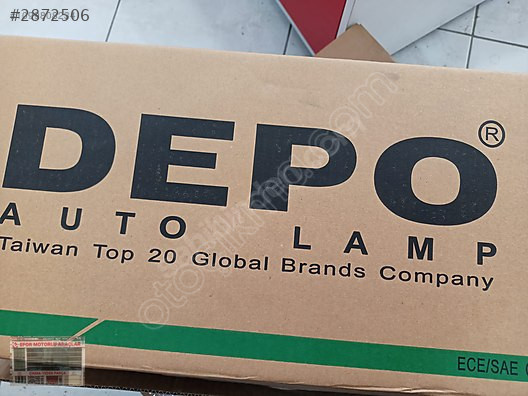 #2872506
DEPO®
AUTO LAMP
Taiwan Top 20 Global Brands Company
ECE/SAE